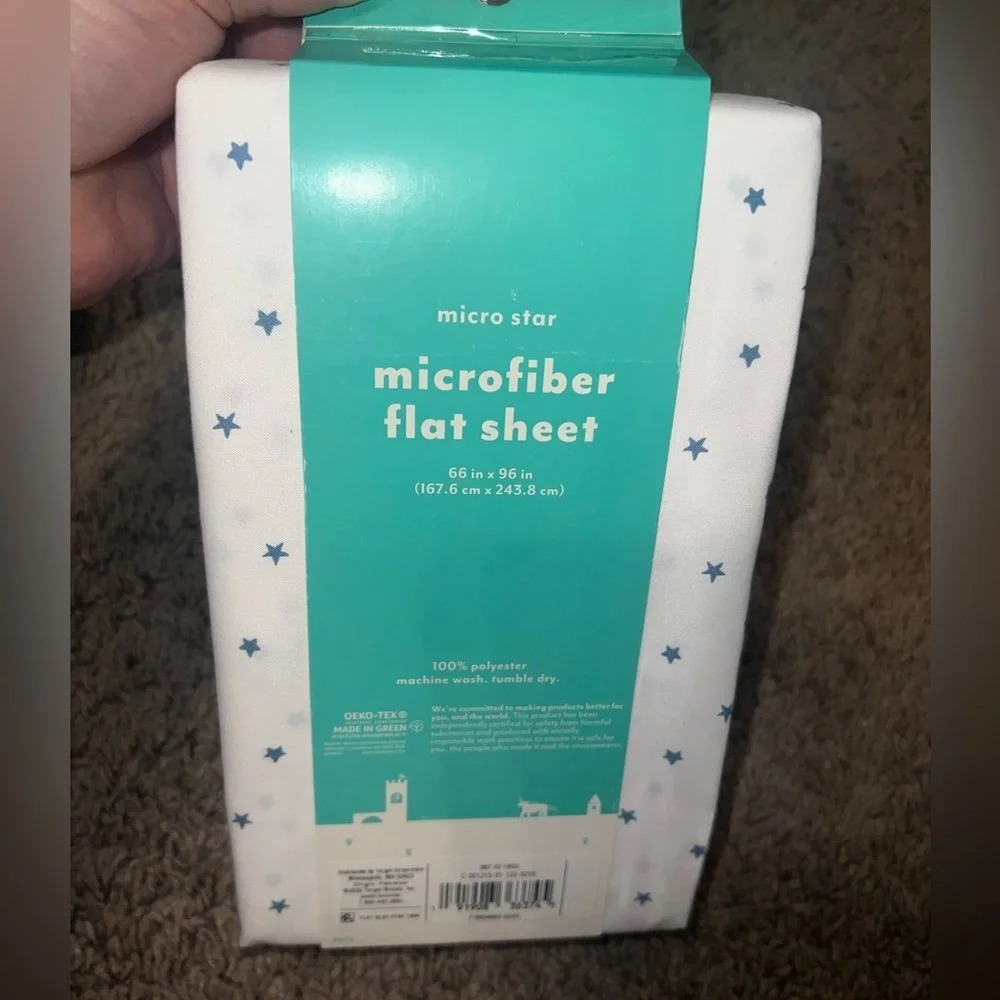 micro star
microfiber
flat sheet
66 in x 96 in
(167.6 cm x 243.8 cm)
100% polyester
machine wash. tumble dry.
OEKO-TEX®
MADE IN GREEN
We're committed to making products better for
you, and the world. This product has been
independently certified for safety from harmful
substances and produced with socially
responsible work practices to ensure it is safe for
you, the people who made it and the environment.
Minneapolis, MN